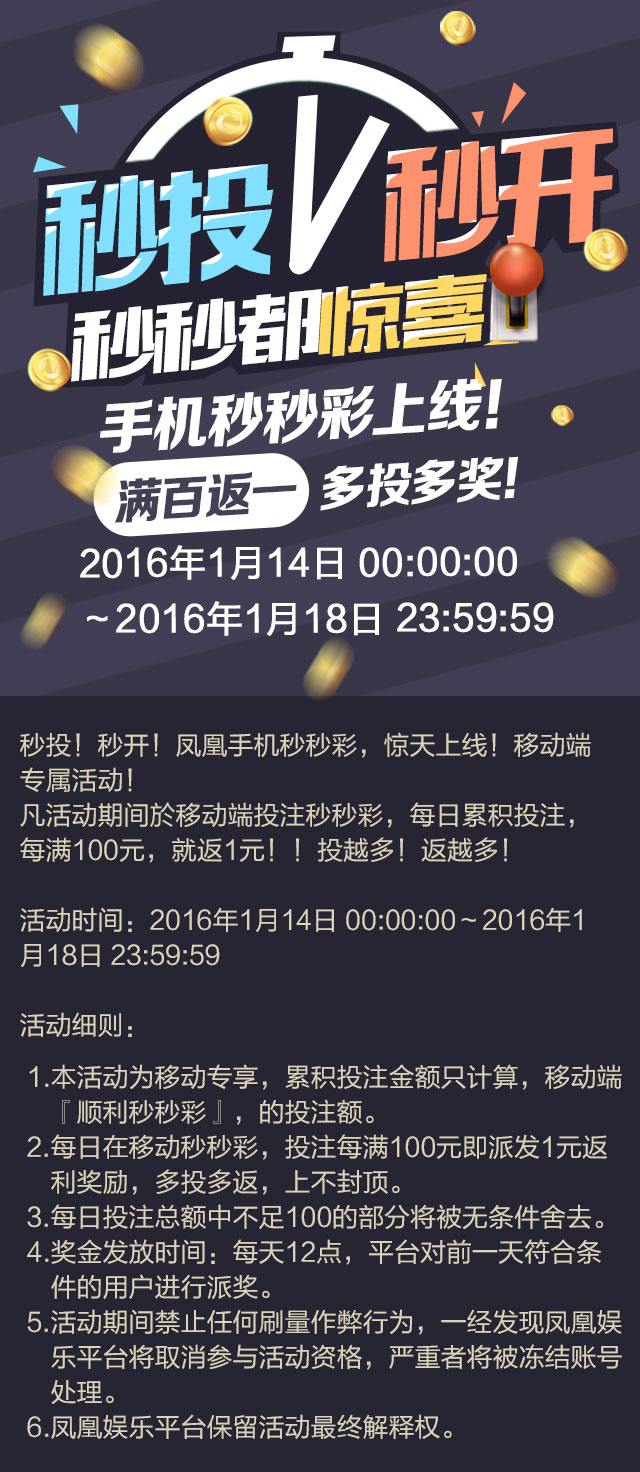 秒投 秒开
秒秒都惊喜!
手机秒秒彩上线!
满百返一 多投多奖!
2016年1月14日 00:00:00
~2016年1月18日 23:59:59
秒投！秒开！凤凰手机秒秒彩，惊天上线！移动端
专属活动！
凡活动期间於移动端投注秒秒彩，每日累积投注，
每满100元，就返1元！！投越多！返越多！
活动时间：2016年1月14日 00:00:00～2016年1
月18日 23:59:59
活动细则：
1.本活动为移动专享，累积投注金额只计算，移动端
『顺利秒秒彩』，的投注额。
2.每日在移动秒秒彩，投注每满100元即派发1元返
利奖励，多投多返，上不封顶。
3.每日投注总额中不足100的部分将被无条件舍去。
4.奖金发放时间：每天12点，平台对前一天符合条
件的用户进行派奖。
5.活动期间禁止任何刷量作弊行为，一经发现凤凰娱
乐平台将取消参与活动资格，严重者将被冻结账号
处理。
6.凤凰娱乐平台保留活动最终解释权。